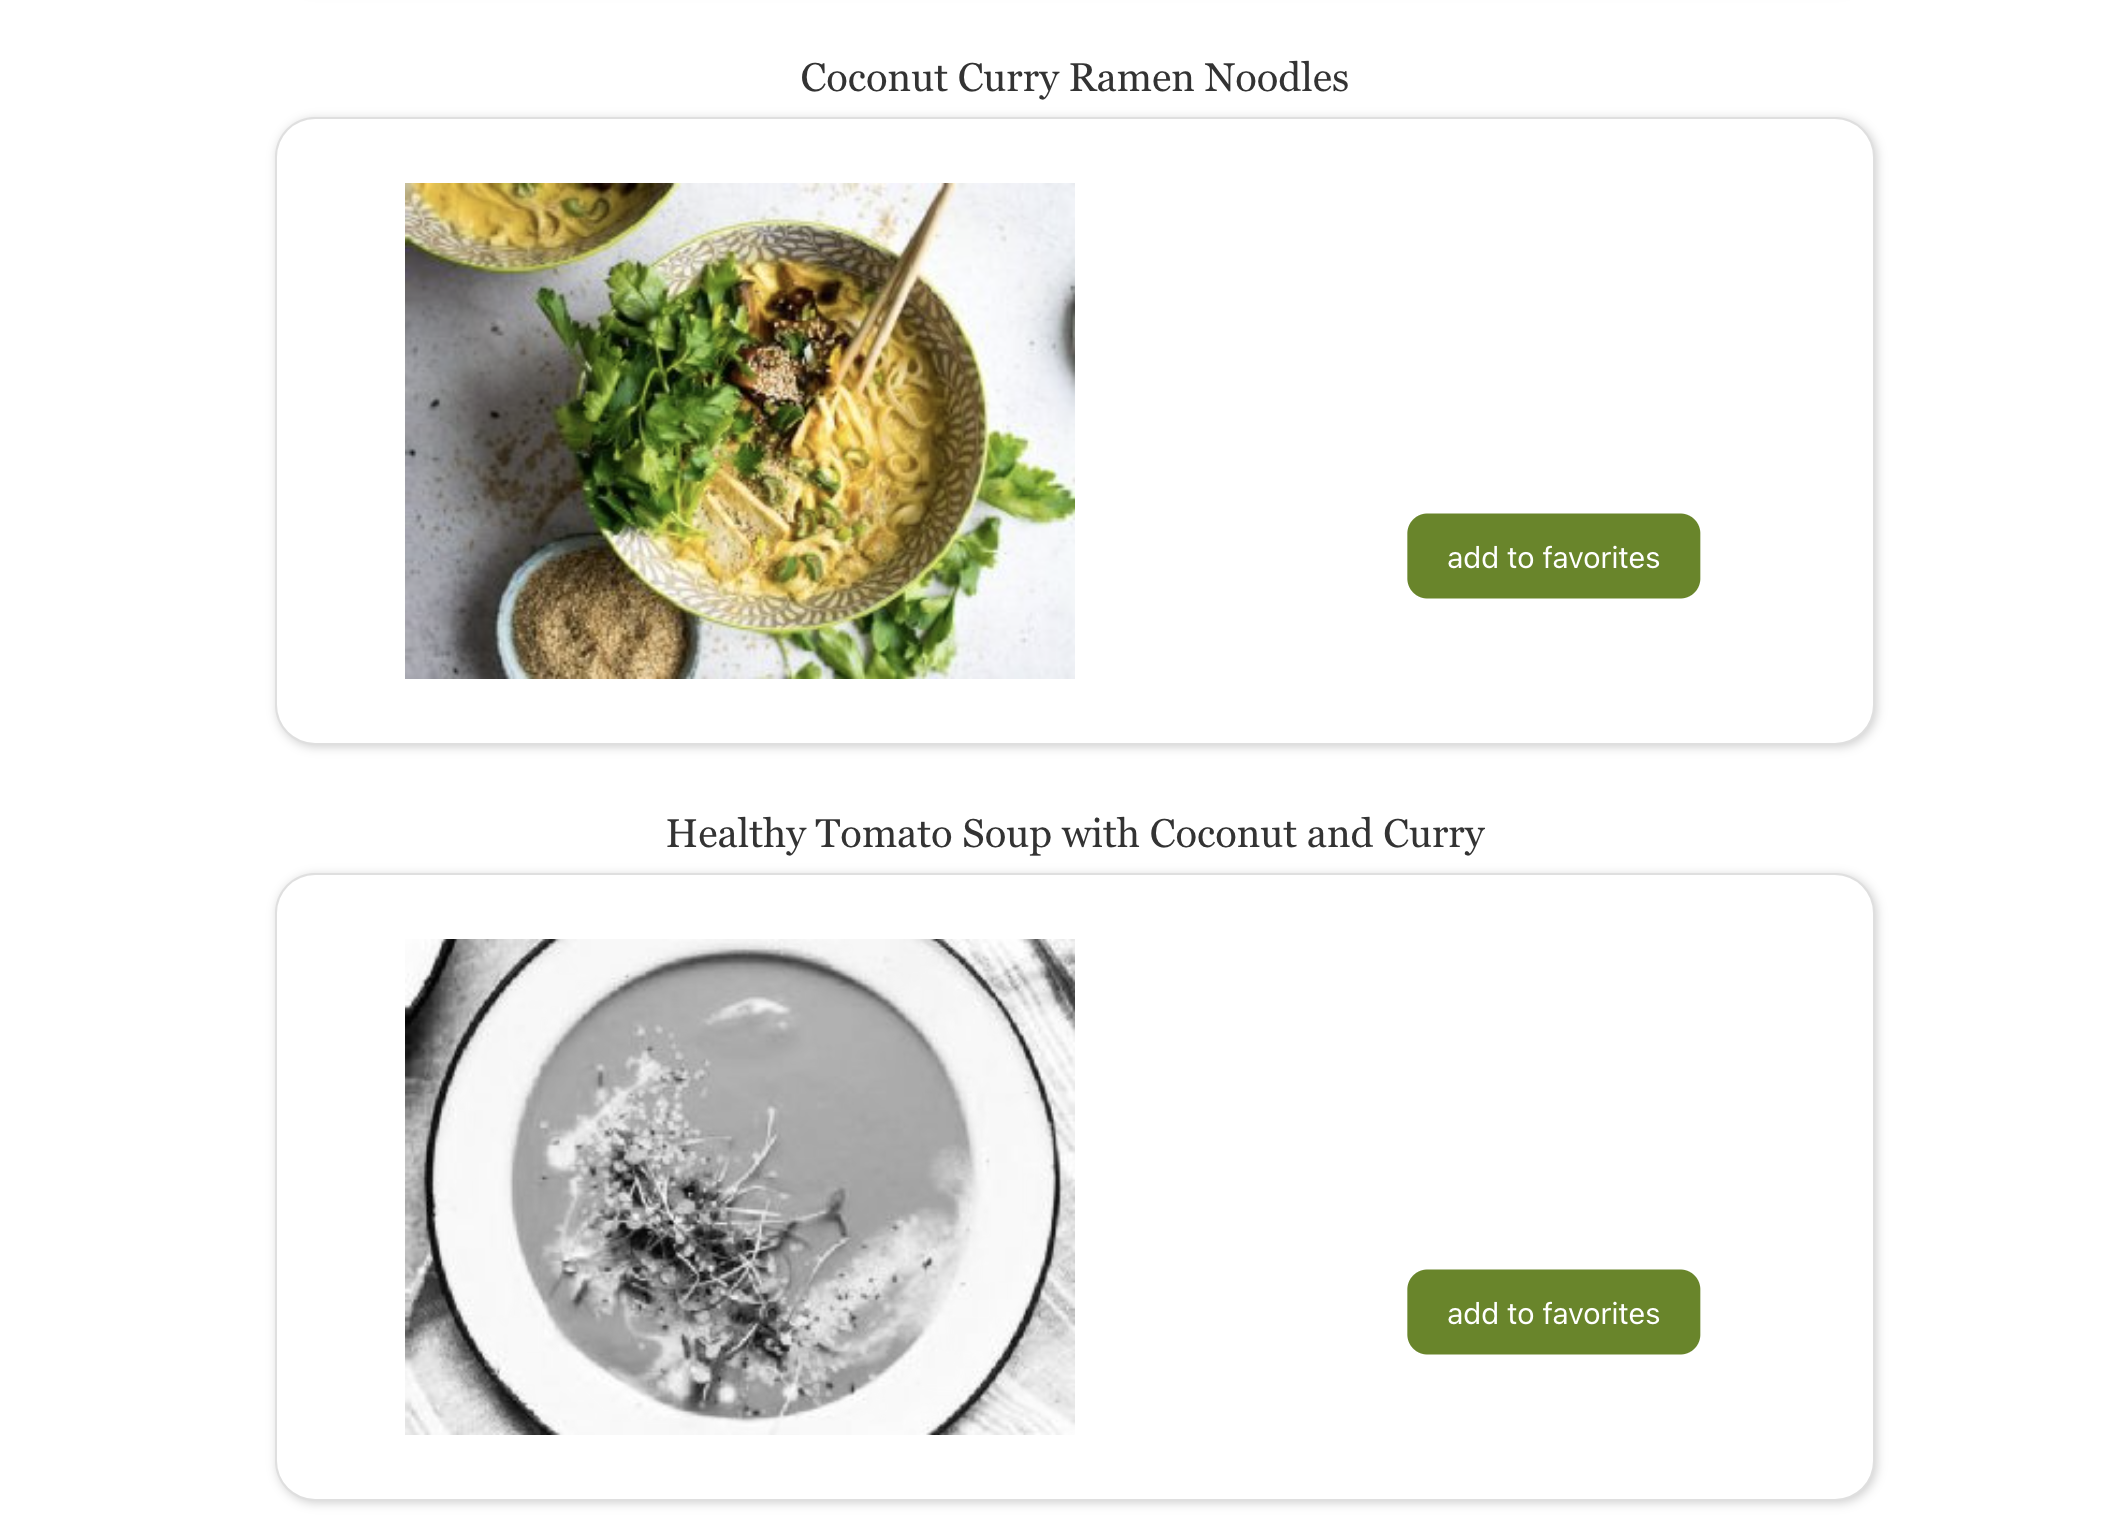 Coconut Curry Ramen Noodles
add to favorites
Healthy Tomato Soup with Coconut and Curry
add to favorites